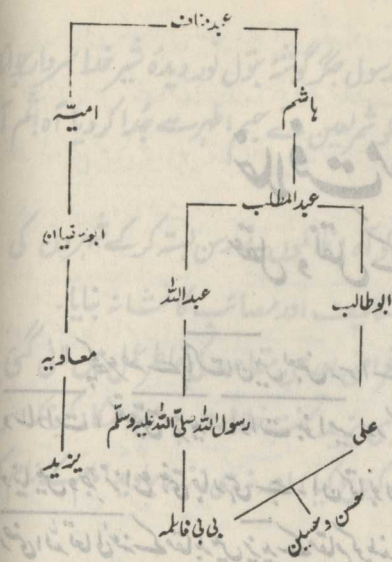 عبد مناف
ہاشم امیہ
عبدالمطلب
ابوسفیان
ابوطالب عبداللہ
معاویہ
علی رسول اللہ صلی اللہ علیہ وسلم
یزید
حسن و حسین بی بی فاطمہ